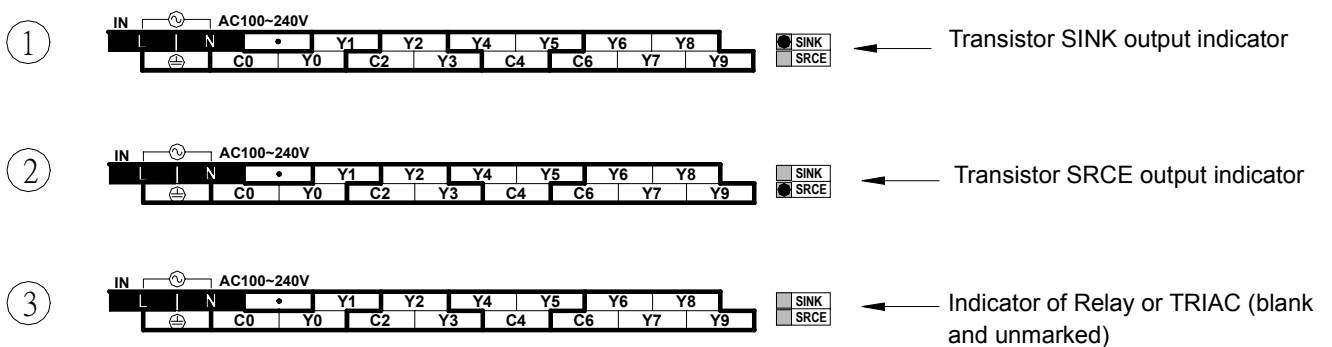 ①
IN AC100~240V
L N • Y1 Y2 Y4 Y5 Y6 Y8
C0 Y0 C2 Y3 C4 C6 Y7 Y9
SINK
SRCE
Transistor SINK output indicator
②
IN AC100~240V
L N • Y1 Y2 Y4 Y5 Y6 Y8
C0 Y0 C2 Y3 C4 C6 Y7 Y9
SINK
SRCE
Transistor SRCE output indicator
③
IN AC100~240V
L N • Y1 Y2 Y4 Y5 Y6 Y8
C0 Y0 C2 Y3 C4 C6 Y7 Y9
SINK
SRCE
Indicator of Relay or TRIAC (blank
and unmarked)